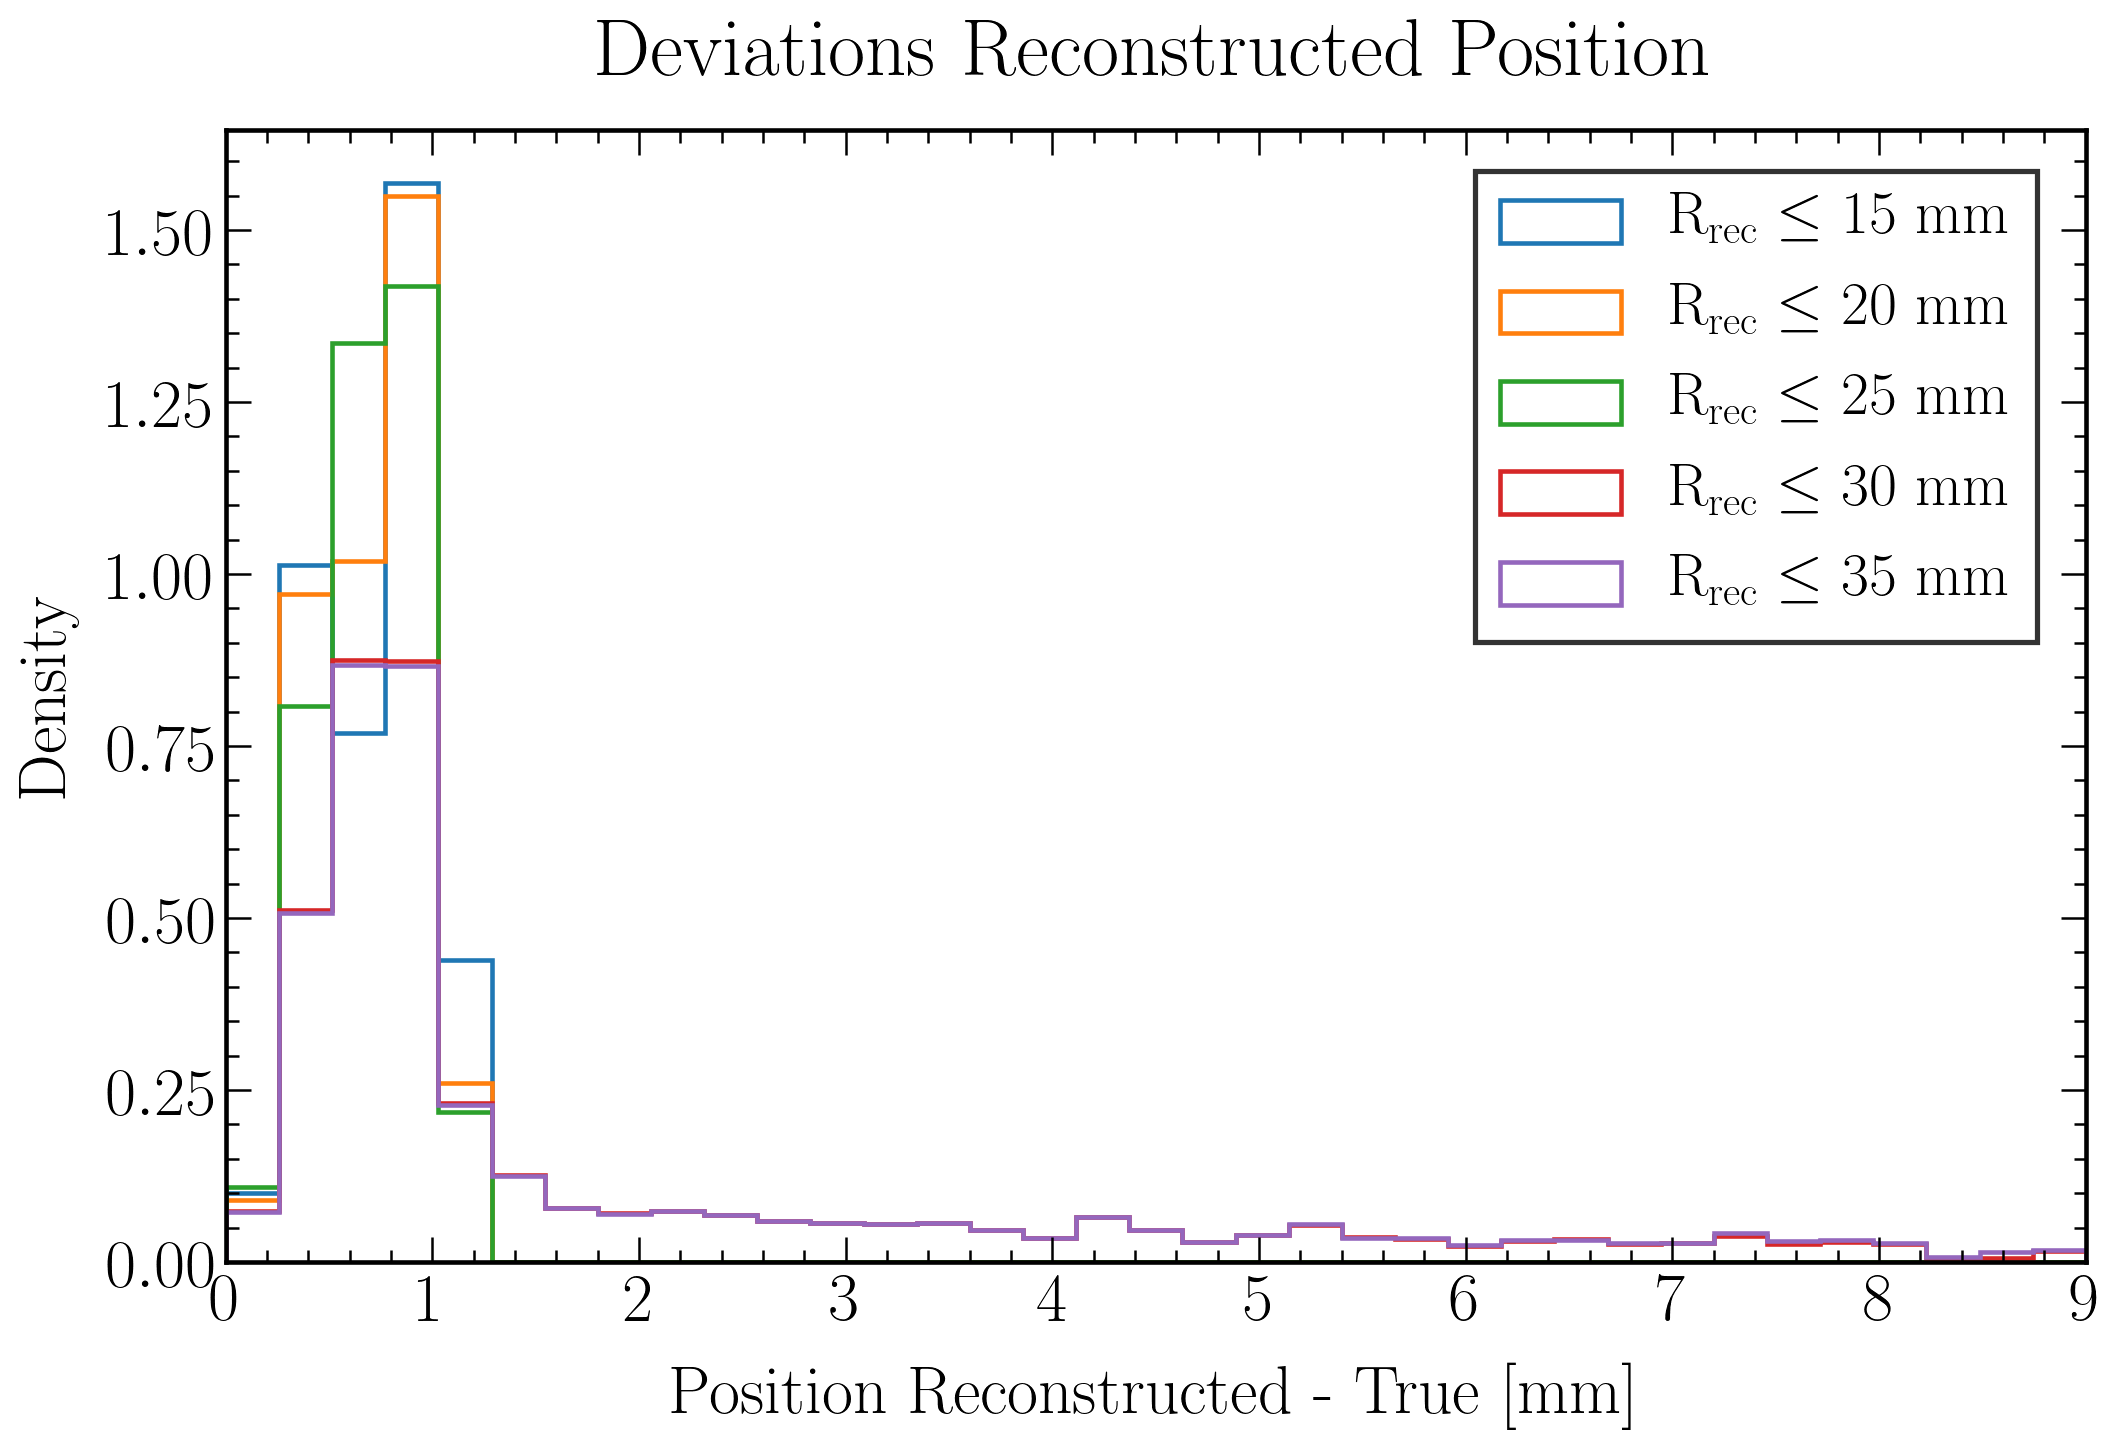 Deviations Reconstructed Position
Density
1.50
1.25
1.00
0.75
0.50
0.25
0.00
R_rec ≤ 15 mm
R_rec ≤ 20 mm
R_rec ≤ 25 mm
R_rec ≤ 30 mm
R_rec ≤ 35 mm
0 1 2 3 4 5 6 7 8 9
Position Reconstructed - True [mm]